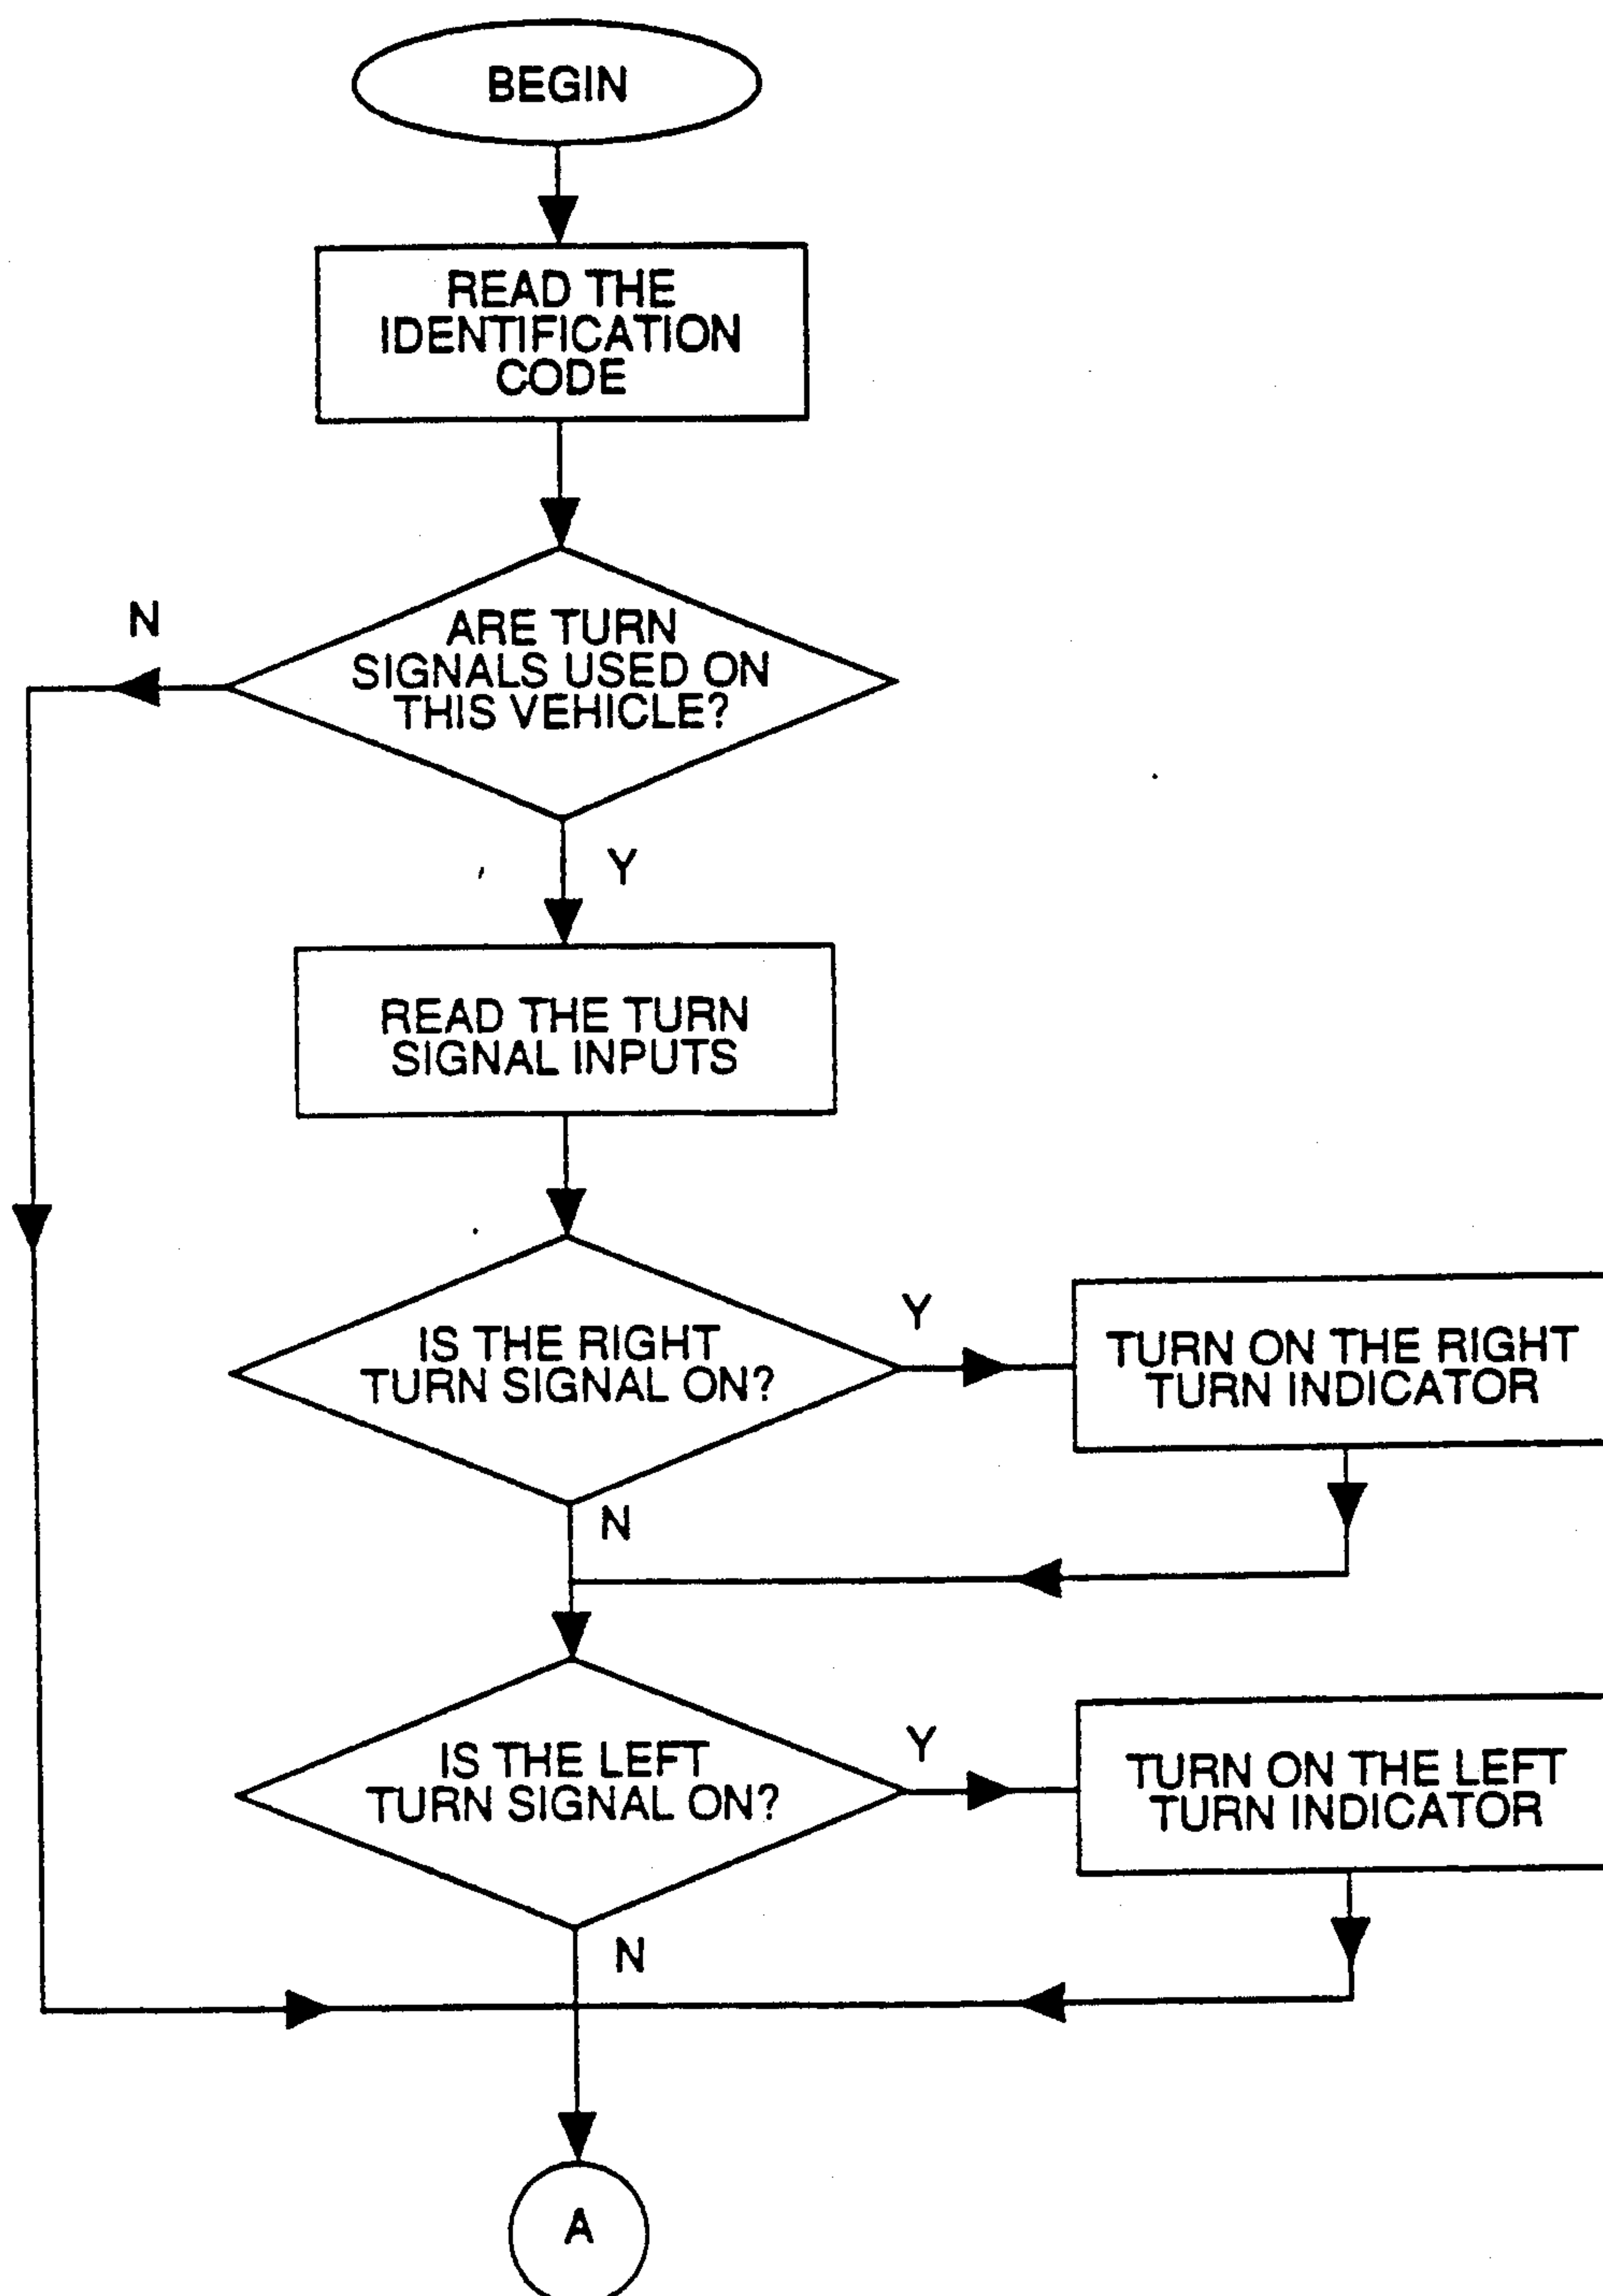 BEGIN
READ THE
IDENTIFICATION
CODE
N
ARE TURN
SIGNALS USED ON
THIS VEHICLE?
Y
READ THE TURN
SIGNAL INPUTS
IS THE RIGHT
TURN SIGNAL ON?
Y
TURN ON THE RIGHT
TURN INDICATOR
N
IS THE LEFT
TURN SIGNAL ON?
Y
TURN ON THE LEFT
TURN INDICATOR
N
A